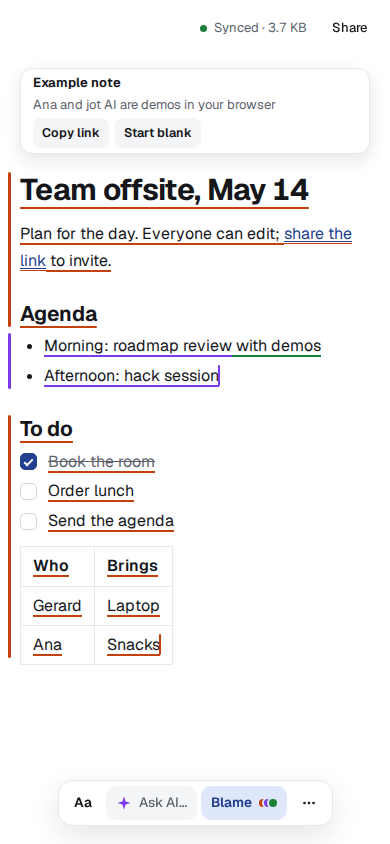 Synced · 3.7 KB Share
Example note
Ana and jot AI are demos in your browser
Copy link Start blank
Team offsite, May 14
Plan for the day. Everyone can edit; share the
link to invite.
Agenda
• Morning: roadmap review with demos
• Afternoon: hack session
To do
Book the room
Order lunch
Send the agenda
Who Brings
Gerard Laptop
Ana Snacks
Aa Ask AI... Blame ...